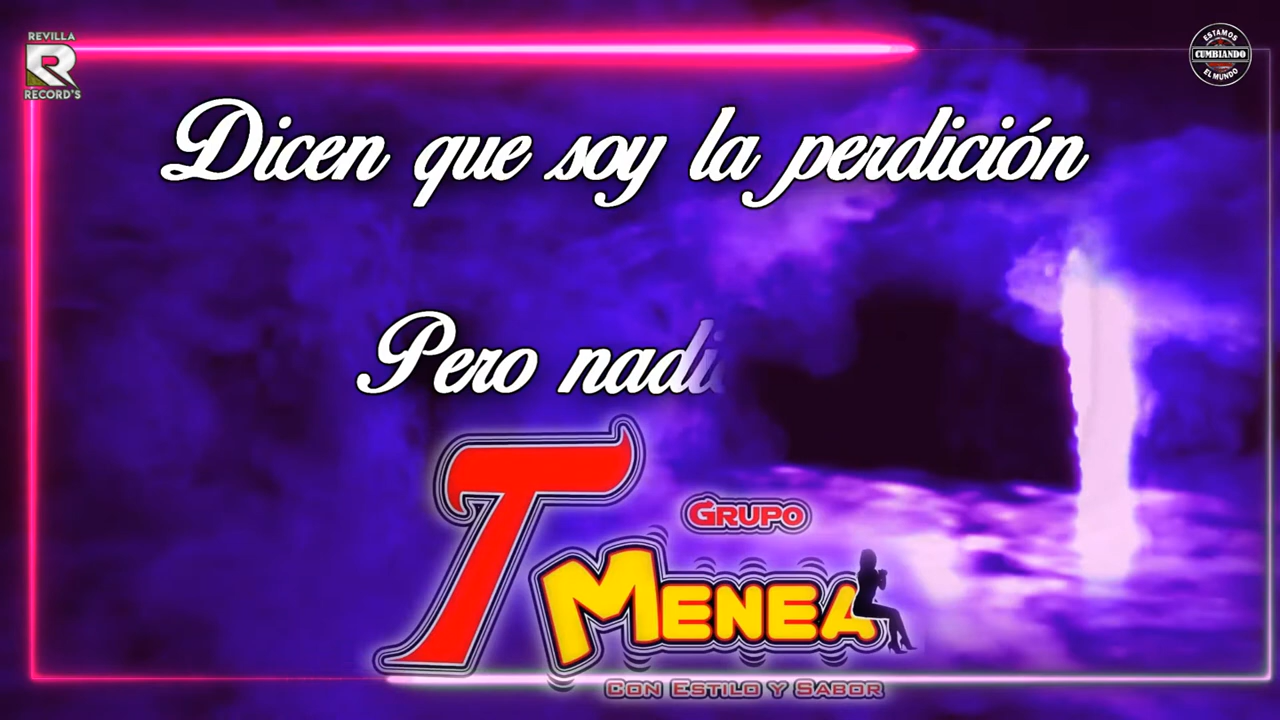 REVILLA
R
RECORD'S
ESTAMOS
CUMBIANDO
EL MUNDO
Dicen que soy la perdición
Pero nadi
GRUPO
T MENEA
CON ESTILO Y SABOR